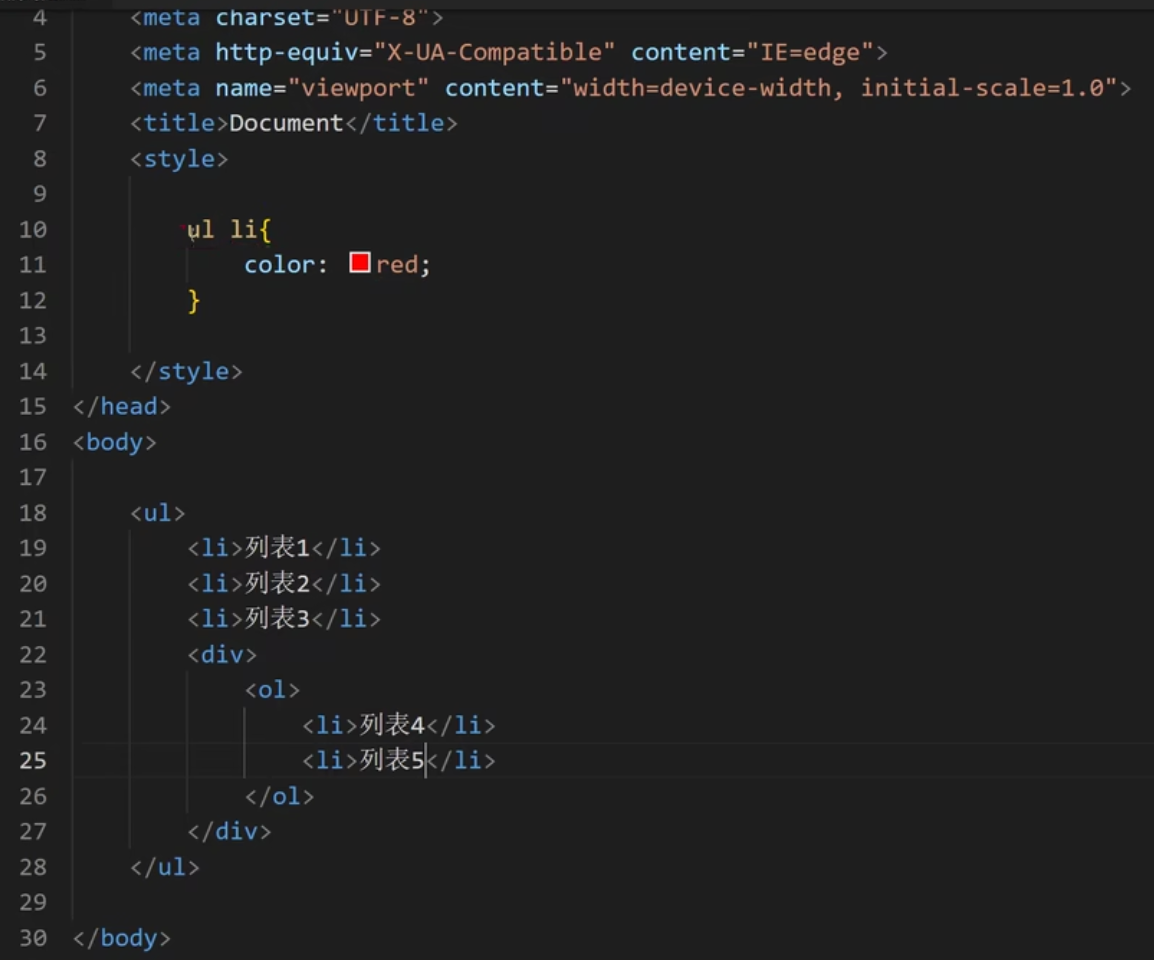 4 <meta charset="UTF-8">
5 <meta http-equiv="X-UA-Compatible" content="IE=edge">
6 <meta name="viewport" content="width=device-width, initial-scale=1.0">
7 <title>Document</title>
8 <style>
9
10 ul li{
11 color: red;
12 }
13
14 </style>
15 </head>
16 <body>
17
18 <ul>
19 <li>列表1</li>
20 <li>列表2</li>
21 <li>列表3</li>
22 <div>
23 <ol>
24 <li>列表4</li>
25 <li>列表5</li>
26 </ol>
27 </div>
28 </ul>
29
30 </body>